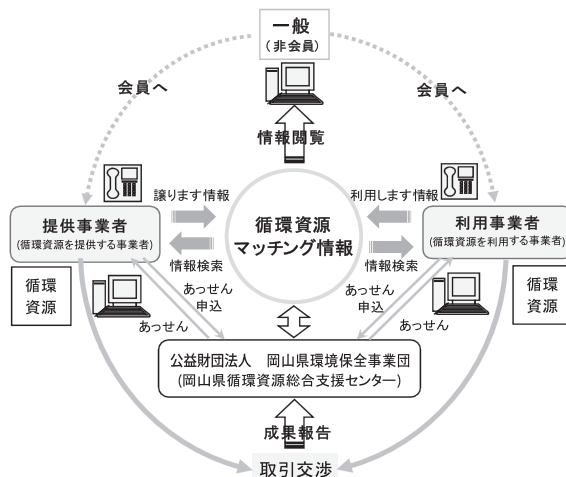 一般
(非会員)
会員へ
会員へ
情報閲覧
譲ります情報
利用します情報
提供事業者
(循環資源を提供する事業者)
循環資源
マッチング情報
利用事業者
(循環資源を利用する事業者)
情報検索
情報検索
循環
資源
あっせん
申込
あっせん
あっせん
申込
あっせん
循環
資源
公益財団法人　岡山県環境保全事業団
(岡山県循環資源総合支援センター)
成果報告
取引交渉